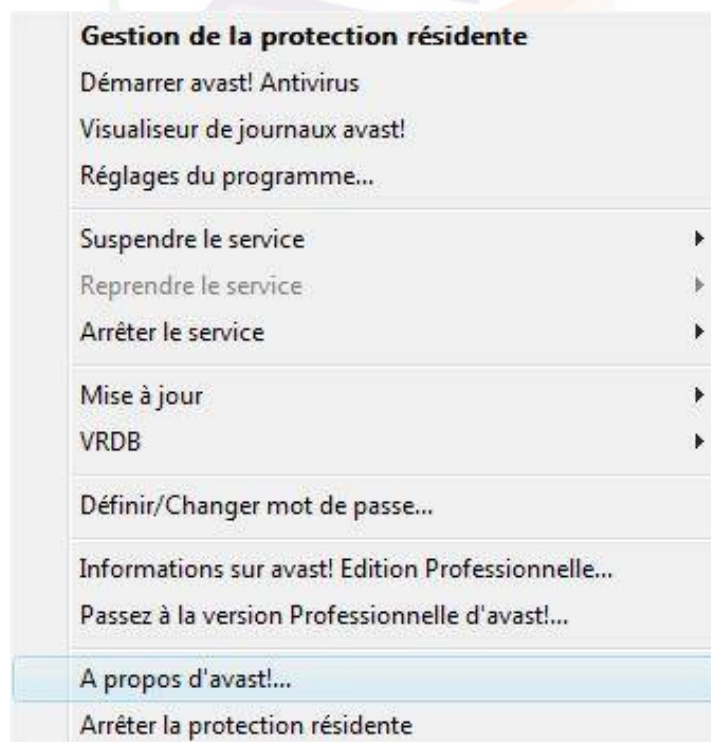 Gestion de la protection résidente
Démarrer avast! Antivirus
Visualiseur de journaux avast!
Réglages du programme...
Suspendre le service
Reprendre le service
Arrêter le service
Mise à jour
VRDB
Définir/Changer mot de passe...
Informations sur avast! Edition Professionnelle...
Passez à la version Professionnelle d'avast!...
A propos d'avast!...
Arrêter la protection résidente